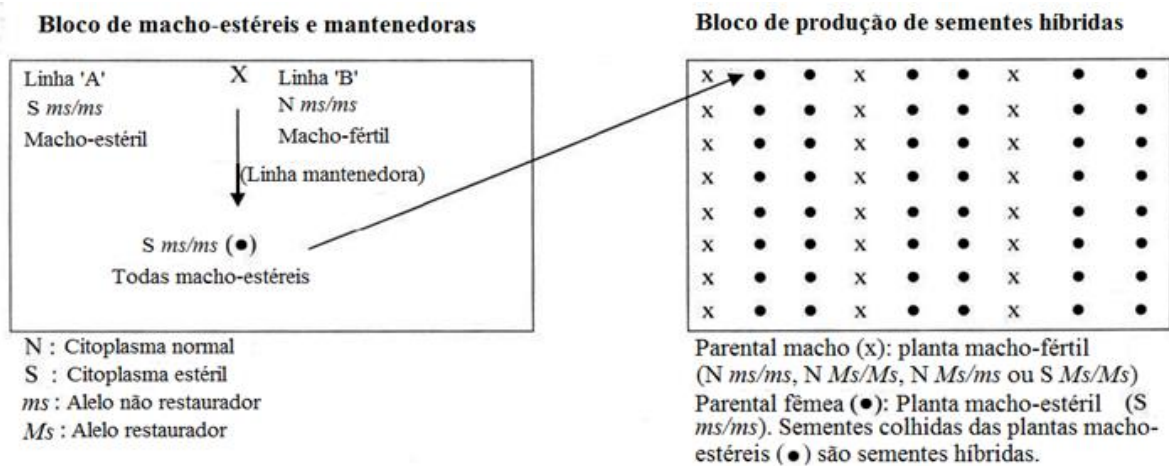 Bloco de macho-estéreis e mantenedoras
Linha 'A' X Linha 'B'
S ms/ms N ms/ms
Macho-estéril Macho-fértil
(Linha mantenedora)
S ms/ms (●)
Todas macho-estéreis
N : Citoplasma normal
S : Citoplasma estéril
ms : Alelo não restaurador
Ms : Alelo restaurador
Bloco de produção de sementes híbridas
x ● ● x ● ● x ● ●
x ● ● x ● ● x ● ●
x ● ● x ● ● x ● ●
x ● ● x ● ● x ● ●
x ● ● x ● ● x ● ●
x ● ● x ● ● x ● ●
x ● ● x ● ● x ● ●
x ● ● x ● ● x ● ●
Parental macho (x): planta macho-fértil
(N ms/ms, N Ms/Ms, N Ms/ms ou S Ms/Ms)
Parental fêmea (●): Planta macho-estéril (S
ms/ms). Sementes colhidas das plantas macho-
estéreis (●) são sementes híbridas.